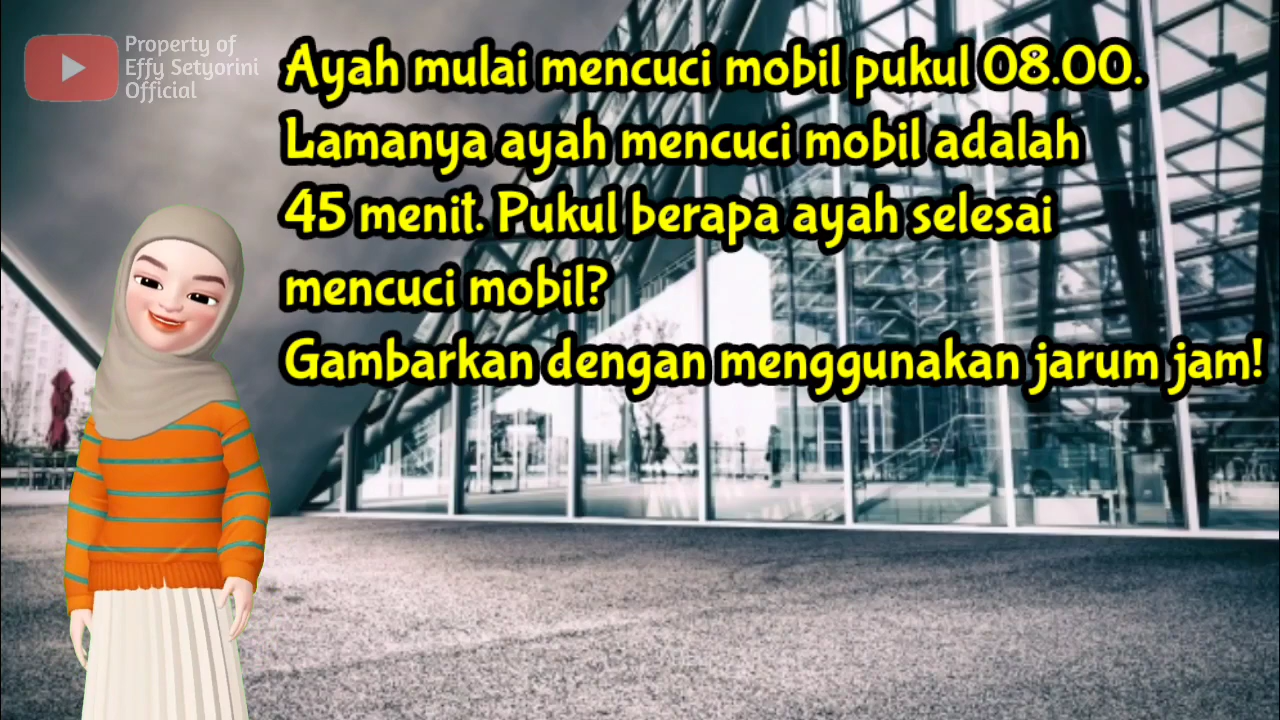 Property of
Effy Setyorini
Official
Ayah mulai mencuci mobil pukul 08.00.
Lamanya ayah mencuci mobil adalah
45 menit. Pukul berapa ayah selesai
mencuci mobil?
Gambarkan dengan menggunakan jarum jam!